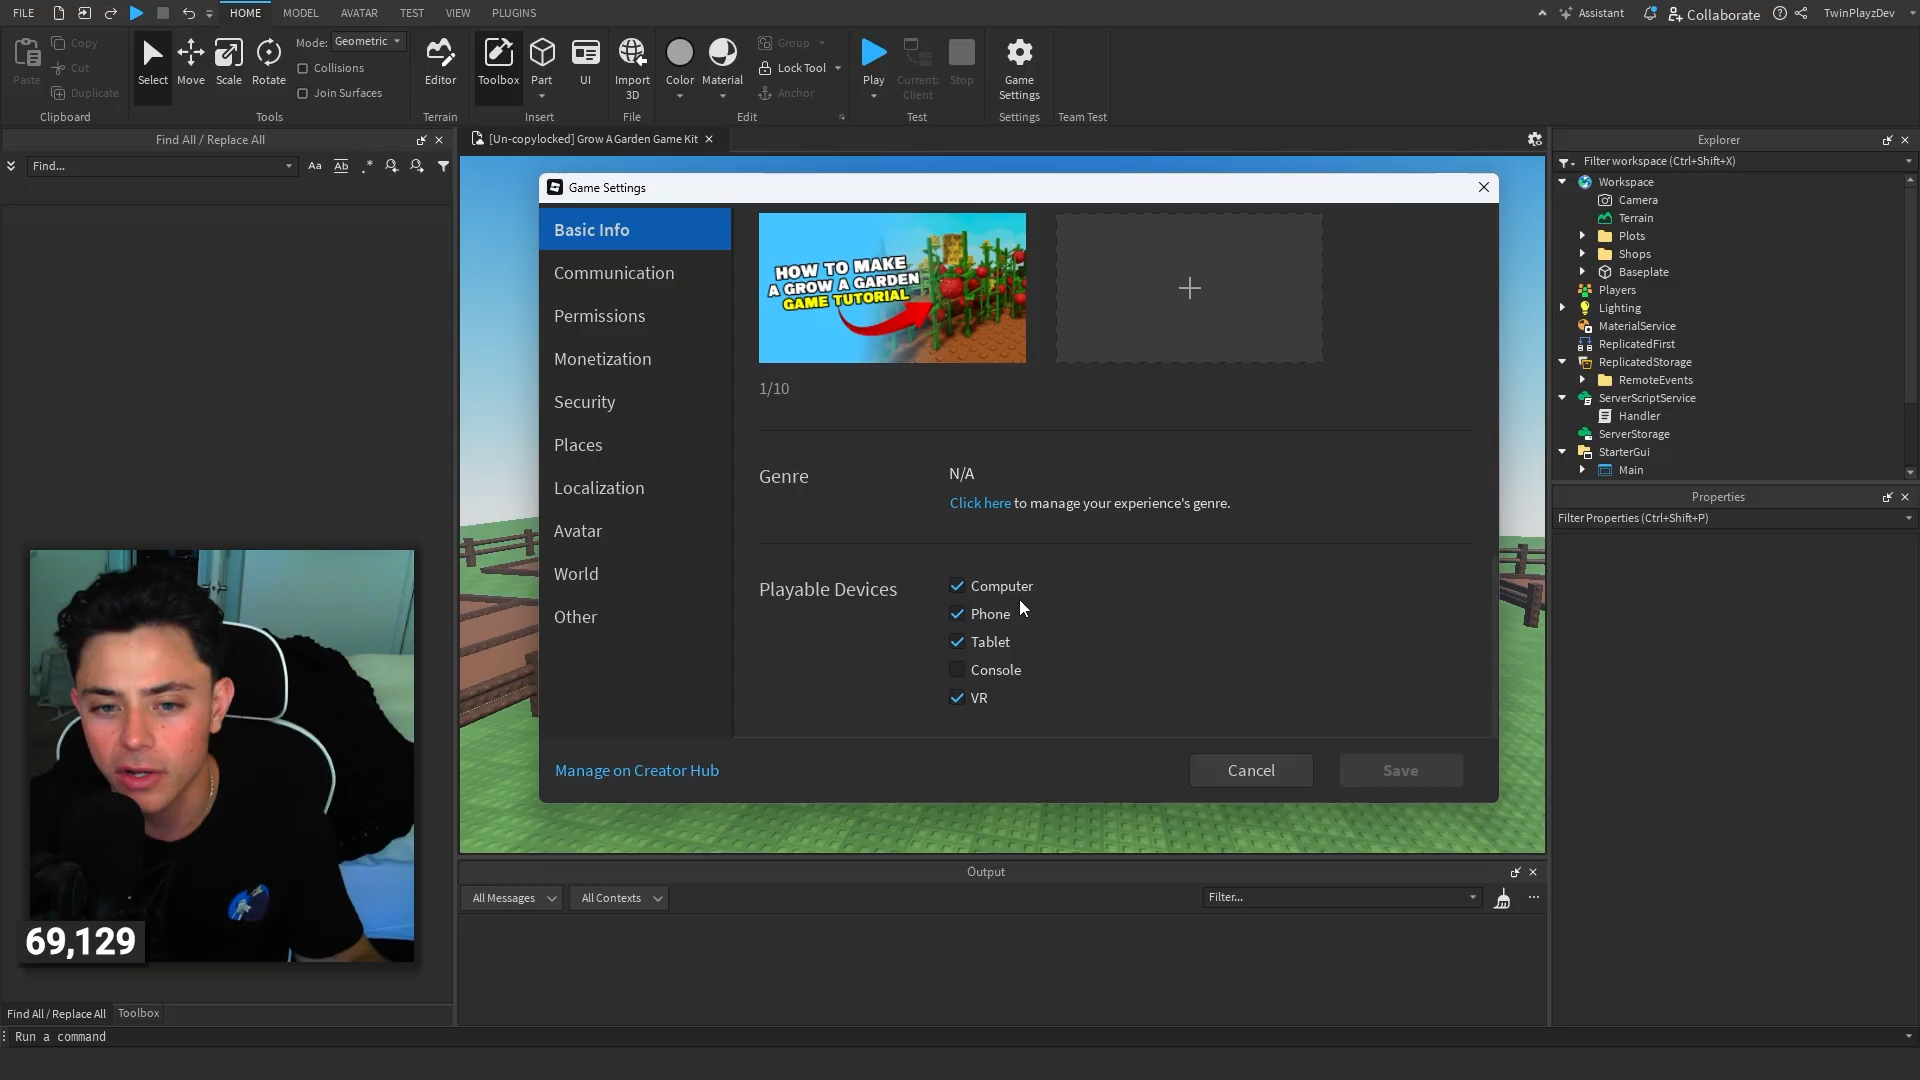 FILE
HOME
MODEL
AVATAR
TEST
VIEW
PLUGINS
Assistant
Collaborate
TwinPlayzDev
Paste
Copy
Cut
Duplicate
Clipboard
Select
Move
Scale
Rotate
Mode: Geometric
Collisions
Join Surfaces
Tools
Editor
Terrain
Toolbox
Part
UI
Insert
Import
3D
File
Color
Material
Group
Lock Tool
Anchor
Edit
Play
Current:
Client
Stop
Test
Game
Settings
Settings
Team Test
Find All / Replace All
Find...
Aa
Ab
[Un-copylocked] Grow A Garden Game Kit
Game Settings
Basic Info
Communication
Permissions
Monetization
Security
Places
Localization
Avatar
World
Other
HOW TO MAKE
A GROW A GARDEN
GAME TUTORIAL
1/10
Genre
N/A
Click here to manage your experience's genre.
Playable Devices
Computer
Phone
Tablet
Console
VR
Manage on Creator Hub
Cancel
Save
Explorer
Filter workspace (Ctrl+Shift+X)
Workspace
Camera
Terrain
Plots
Shops
Baseplate
Players
Lighting
MaterialService
ReplicatedFirst
ReplicatedStorage
RemoteEvents
ServerScriptService
Handler
ServerStorage
StarterGui
Main
Properties
Filter Properties (Ctrl+Shift+P)
Output
All Messages
All Contexts
Filter...
69,129
Find All / Replace All
Toolbox
Run a command